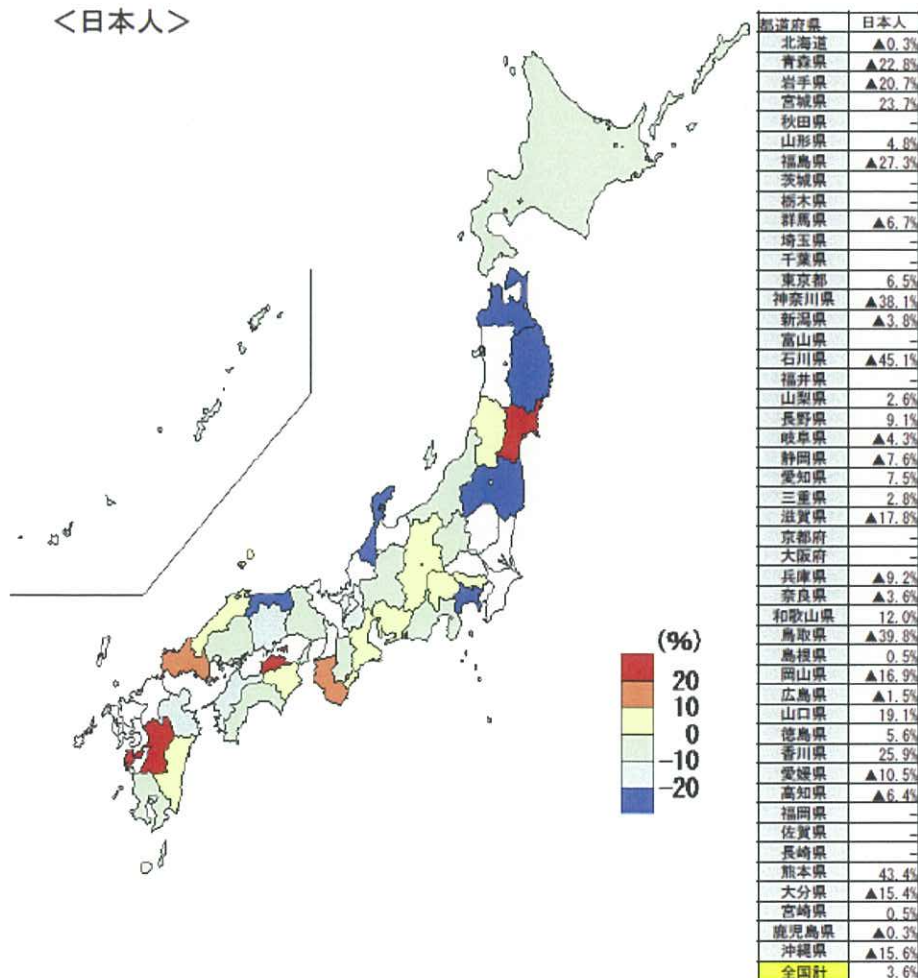 ＜日本人＞
都道府県 日本人
北海道 ▲0.3%
青森県 ▲22.8%
岩手県 ▲20.7%
宮城県 23.7%
秋田県 -
山形県 4.8%
福島県 ▲27.3%
茨城県 -
栃木県 -
群馬県 ▲6.7%
埼玉県 -
千葉県 -
東京都 6.5%
神奈川県 ▲38.1%
新潟県 ▲3.8%
富山県 -
石川県 ▲45.1%
福井県 -
山梨県 2.6%
長野県 9.1%
岐阜県 ▲4.3%
静岡県 ▲7.6%
愛知県 7.5%
三重県 2.8%
滋賀県 ▲17.8%
京都府 -
大阪府 -
兵庫県 ▲9.2%
奈良県 ▲3.6%
和歌山県 12.0%
鳥取県 ▲39.8%
島根県 0.5%
岡山県 ▲16.9%
広島県 ▲1.5%
山口県 19.1%
徳島県 5.6%
香川県 25.9%
愛媛県 ▲10.5%
高知県 ▲6.4%
福岡県 -
佐賀県 -
長崎県 -
熊本県 43.4%
大分県 ▲15.4%
宮崎県 0.5%
鹿児島県 ▲0.3%
沖縄県 ▲15.6%
全国計 3.6%
(%)
20
10
0
-10
-20